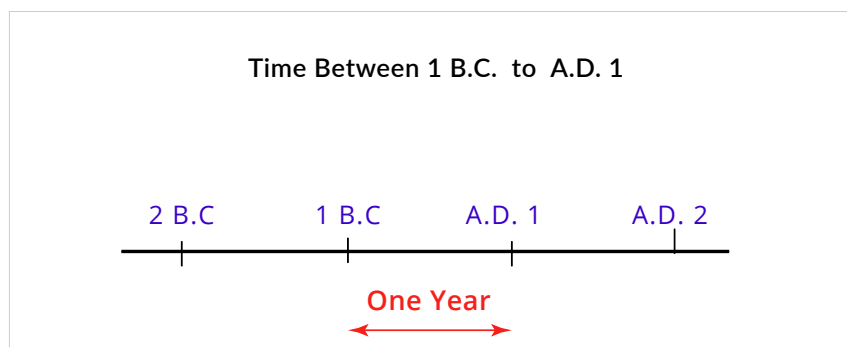 Time Between 1 B.C. to A.D. 1
2 B.C 1 B.C A.D. 1 A.D. 2
One Year